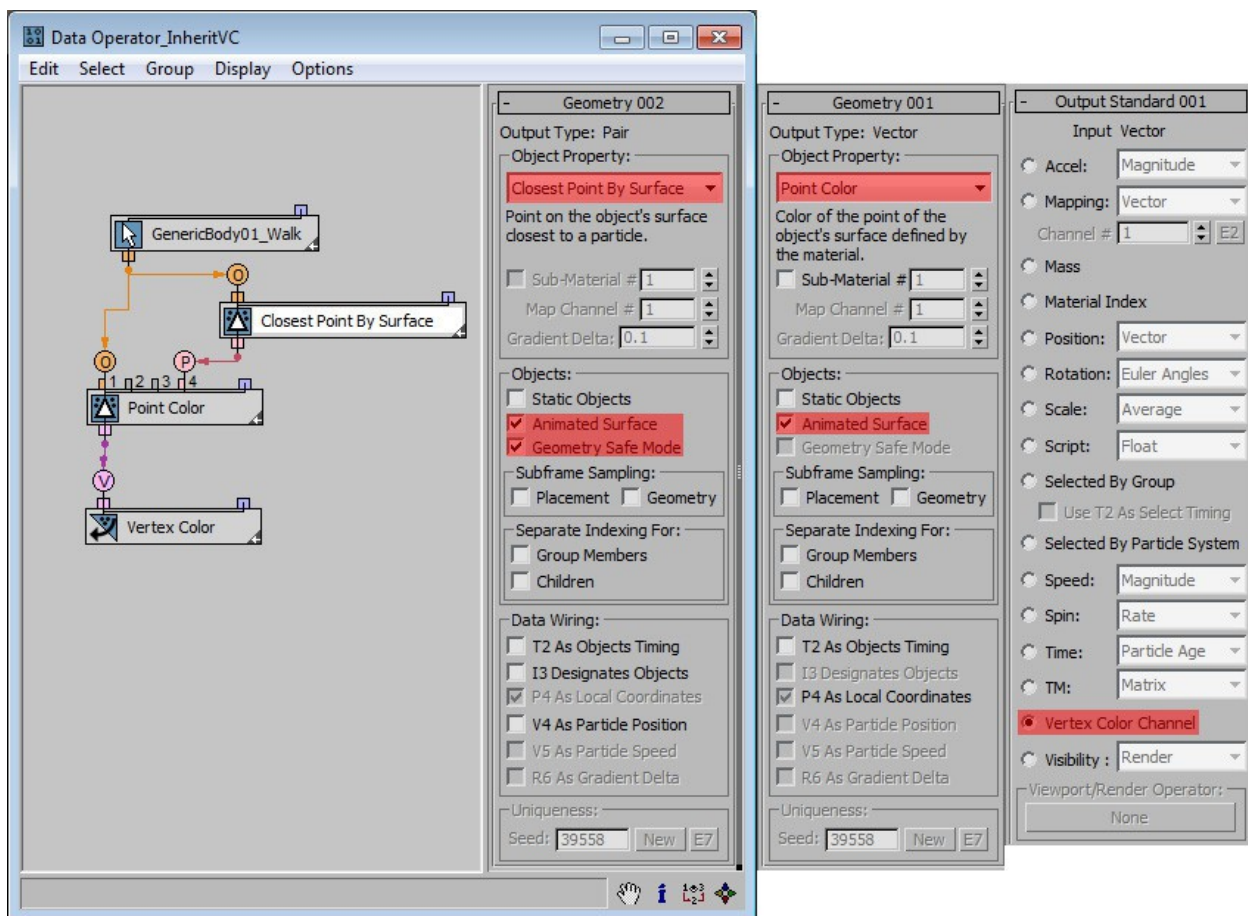 Data Operator_InheritVC
Edit Select Group Display Options
GenericBody01_Walk
O
Closest Point By Surface
O P
1 2 3 4
Point Color
V
Vertex Color
- Geometry 002
Output Type: Pair
Object Property:
Closest Point By Surface
Point on the object's surface
closest to a particle.
Sub-Material # 1
Map Channel # 1
Gradient Delta: 0.1
Objects:
Static Objects
Animated Surface
Geometry Safe Mode
Subframe Sampling:
Placement Geometry
Separate Indexing For:
Group Members
Children
Data Wiring:
T2 As Objects Timing
I3 Designates Objects
P4 As Local Coordinates
V4 As Particle Position
V5 As Particle Speed
R6 As Gradient Delta
Uniqueness:
Seed: 39558 New E7
- Geometry 001
Output Type: Vector
Object Property:
Point Color
Color of the point of the
object's surface defined by
the material.
Sub-Material # 1
Map Channel # 1
Gradient Delta: 0.1
Objects:
Static Objects
Animated Surface
Geometry Safe Mode
Subframe Sampling:
Placement Geometry
Separate Indexing For:
Group Members
Children
Data Wiring:
T2 As Objects Timing
I3 Designates Objects
P4 As Local Coordinates
V4 As Particle Position
V5 As Particle Speed
R6 As Gradient Delta
Uniqueness:
Seed: 39558 New E7
- Output Standard 001
Input Vector
Accel: Magnitude
Mapping: Vector
Channel # 1 E2
Mass
Material Index
Position: Vector
Rotation: Euler Angles
Scale: Average
Script: Float
Selected By Group
Use T2 As Select Timing
Selected By Particle System
Speed: Magnitude
Spin: Rate
Time: Particle Age
TM: Matrix
Vertex Color Channel
Visibility : Render
Viewport/Render Operator:
None